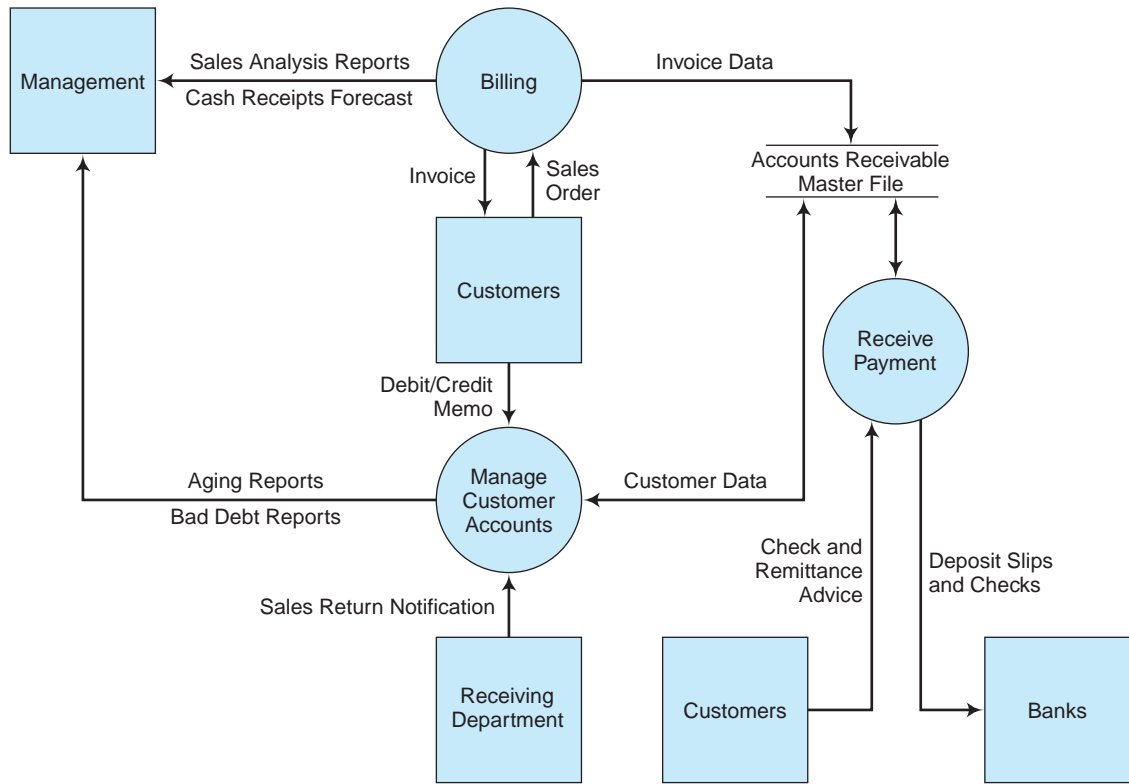 Management
Sales Analysis Reports
Cash Receipts Forecast
Billing
Invoice Data
Accounts Receivable
Master File
Invoice
Sales
Order
Customers
Receive
Payment
Debit/Credit
Memo
Aging Reports
Bad Debt Reports
Manage
Customer
Accounts
Customer Data
Check and
Remittance
Advice
Deposit Slips
and Checks
Sales Return Notification
Receiving
Department
Customers
Banks